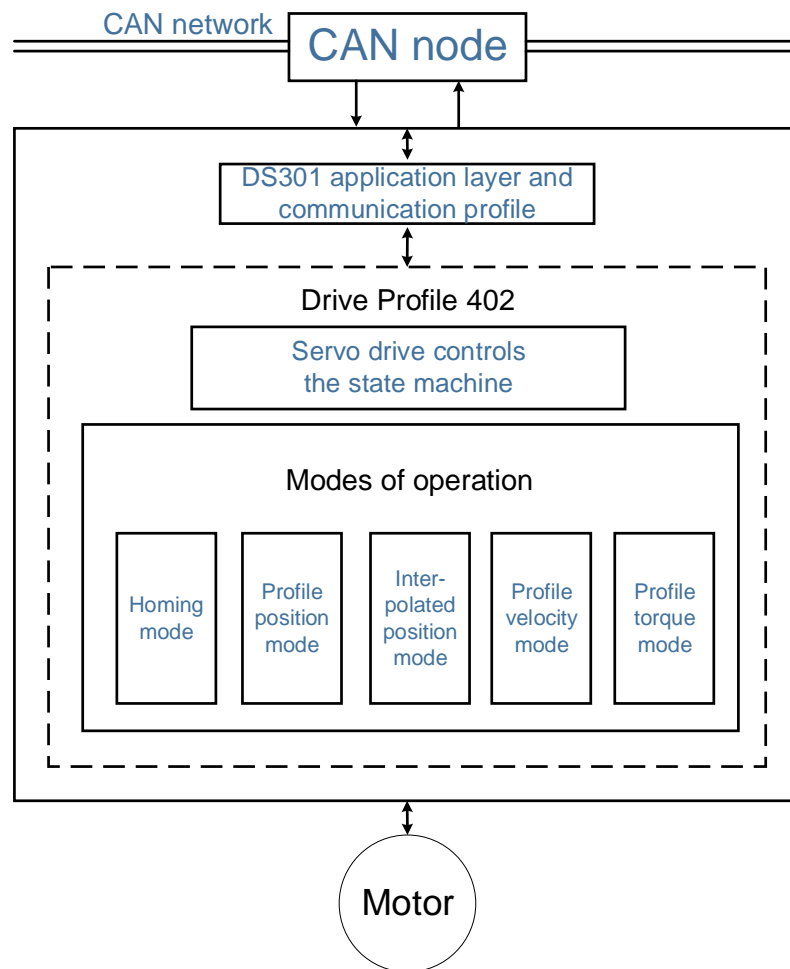 CAN network
CAN node
DS301 application layer and
communication profile
Drive Profile 402
Servo drive controls
the state machine
Modes of operation
Homing
mode
Profile
position
mode
Inter-
polated
position
mode
Profile
velocity
mode
Profile
torque
mode
Motor